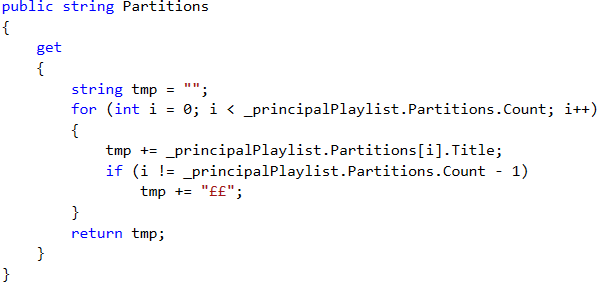 public string Partitions
{
    get
    {
        string tmp = "";
        for (int i = 0; i < _principalPlaylist.Partitions.Count; i++)
        {
            tmp += _principalPlaylist.Partitions[i].Title;
            if (i != _principalPlaylist.Partitions.Count - 1)
                tmp += "££";
        }
        return tmp;
    }
}